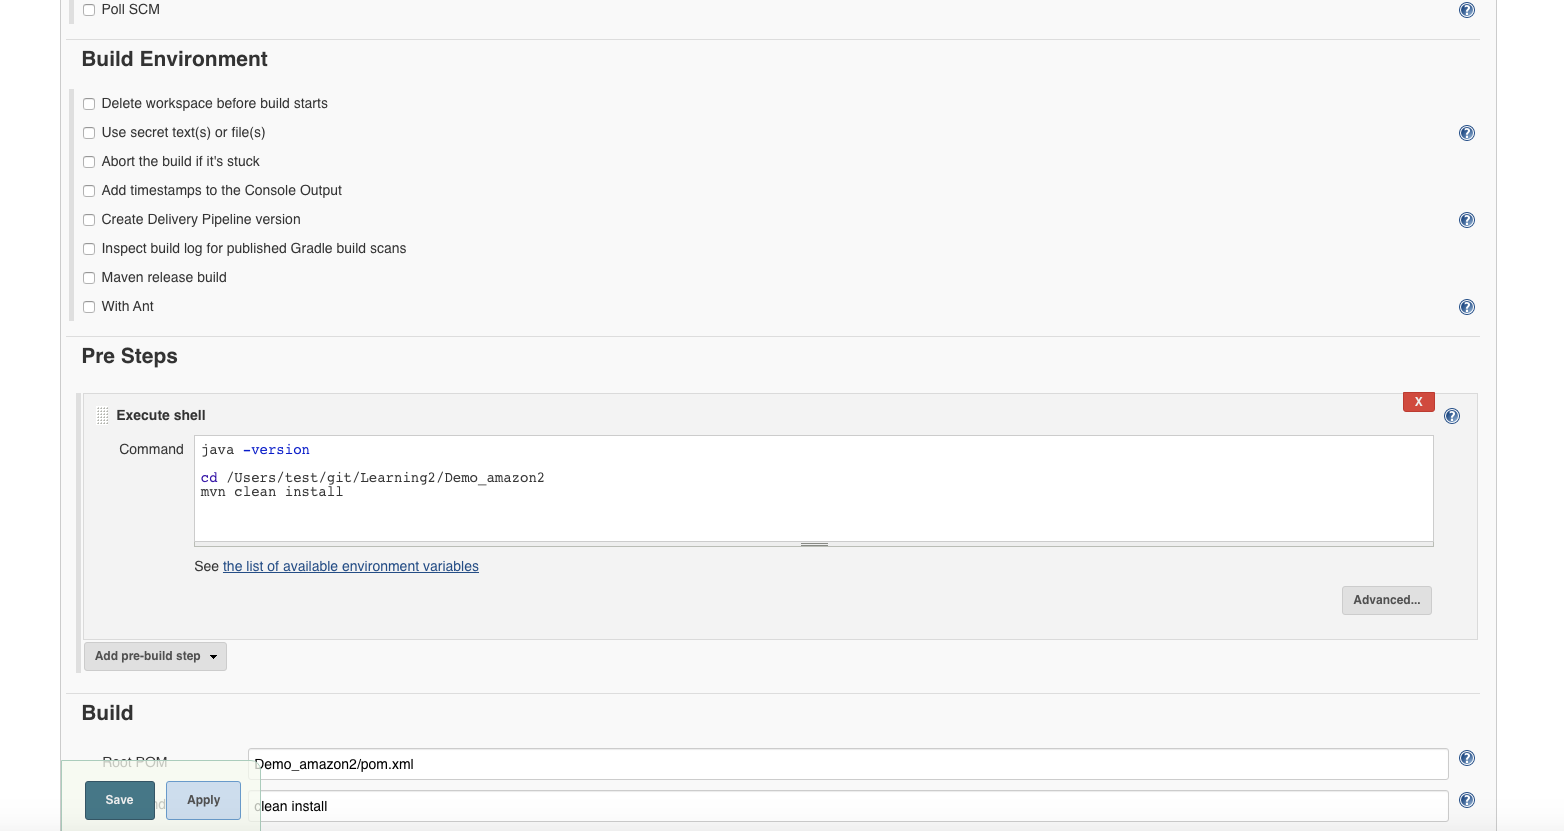 Poll SCM
Build Environment
Delete workspace before build starts
Use secret text(s) or file(s)
Abort the build if it's stuck
Add timestamps to the Console Output
Create Delivery Pipeline version
Inspect build log for published Gradle build scans
Maven release build
With Ant
Pre Steps
X
Execute shell
Command
java -version
cd /Users/test/git/Learning2/Demo_amazon2
mvn clean install
See the list of available environment variables
Advanced...
Add pre-build step
Build
Root POM
Demo_amazon2/pom.xml
Save
Apply
clean install